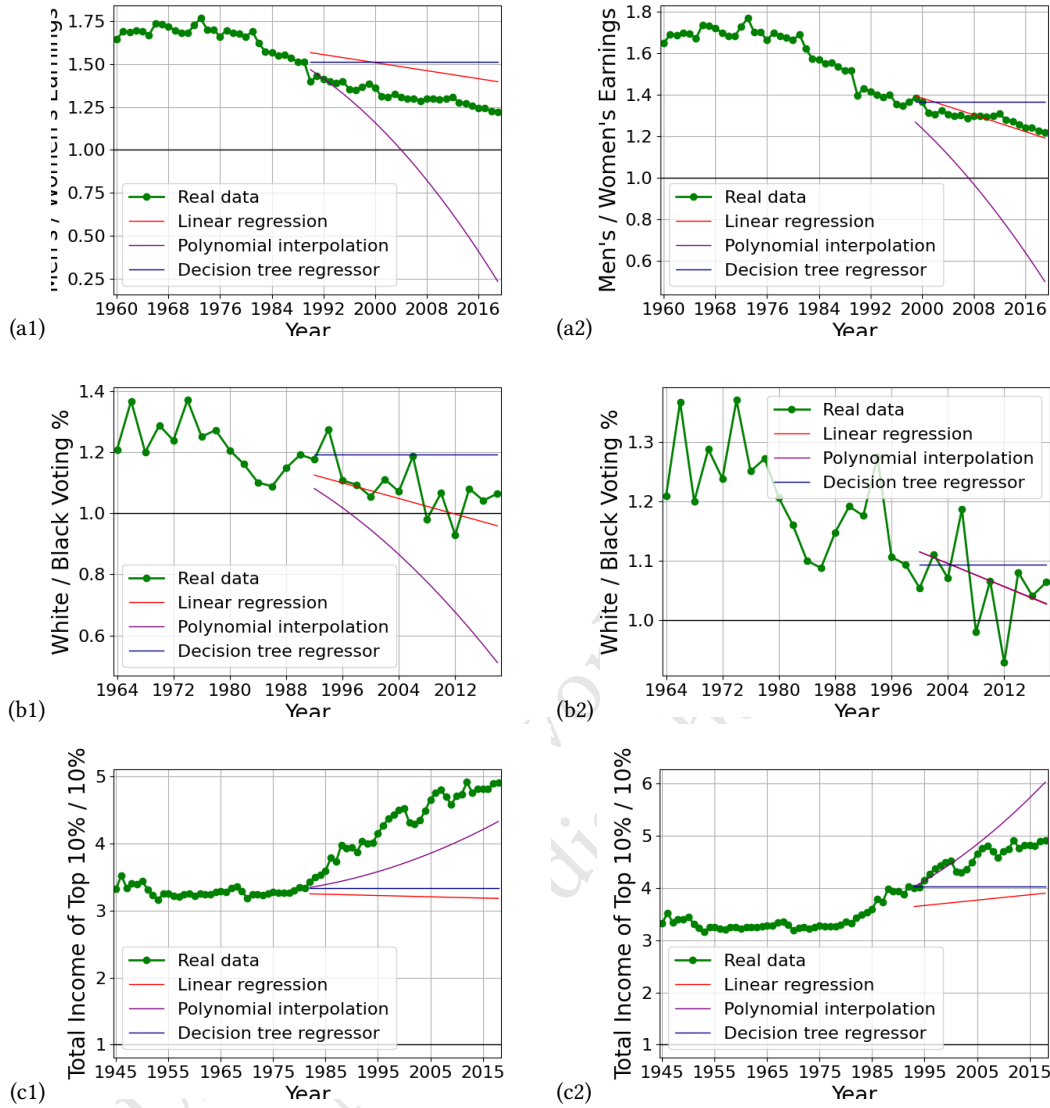 1.75
1.50
1.25
1.00
0.75
0.50
0.25
Men's / Women's Earnings
Real data
Linear regression
Polynomial interpolation
Decision tree regressor
1960 1968 1976 1984 1992 2000 2008 2016
Year
(a1)
1.8
1.6
1.4
1.2
1.0
0.8
0.6
Men's / Women's Earnings
Real data
Linear regression
Polynomial interpolation
Decision tree regressor
1960 1968 1976 1984 1992 2000 2008 2016
Year
(a2)
1.4
1.2
1.0
0.8
0.6
White / Black Voting %
Real data
Linear regression
Polynomial interpolation
Decision tree regressor
1964 1972 1980 1988 1996 2004 2012
Year
(b1)
1.3
1.2
1.1
1.0
White / Black Voting %
Real data
Linear regression
Polynomial interpolation
Decision tree regressor
1964 1972 1980 1988 1996 2004 2012
Year
(b2)
5
4
3
2
1
Total Income of Top 10% / 10%
Real data
Linear regression
Polynomial interpolation
Decision tree regressor
1945 1955 1965 1975 1985 1995 2005 2015
Year
(c1)
6
5
4
3
2
1
Total Income of Top 10% / 10%
Real data
Linear regression
Polynomial interpolation
Decision tree regressor
1945 1955 1965 1975 1985 1995 2005 2015
Year
(c2)